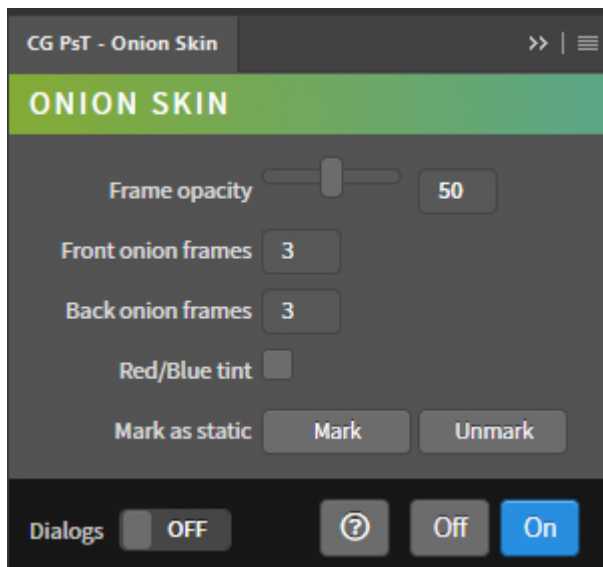 CG PsT - Onion Skin
ONION SKIN
Frame opacity 50
Front onion frames 3
Back onion frames 3
Red/Blue tint
Mark as static Mark Unmark
Dialogs OFF ? Off On